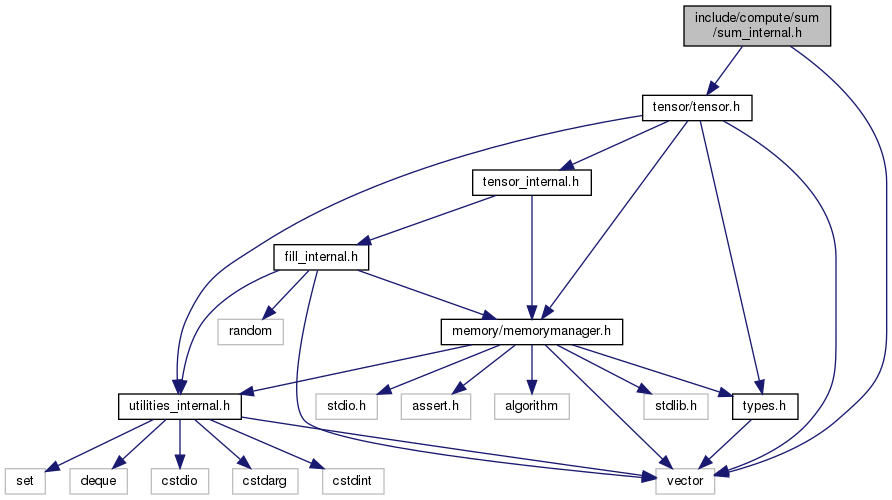 include/compute/sum
/sum_internal.h
tensor/tensor.h
tensor_internal.h
fill_internal.h
random
memory/memorymanager.h
utilities_internal.h
stdio.h
assert.h
algorithm
stdlib.h
types.h
set
deque
cstdio
cstdarg
cstdint
vector